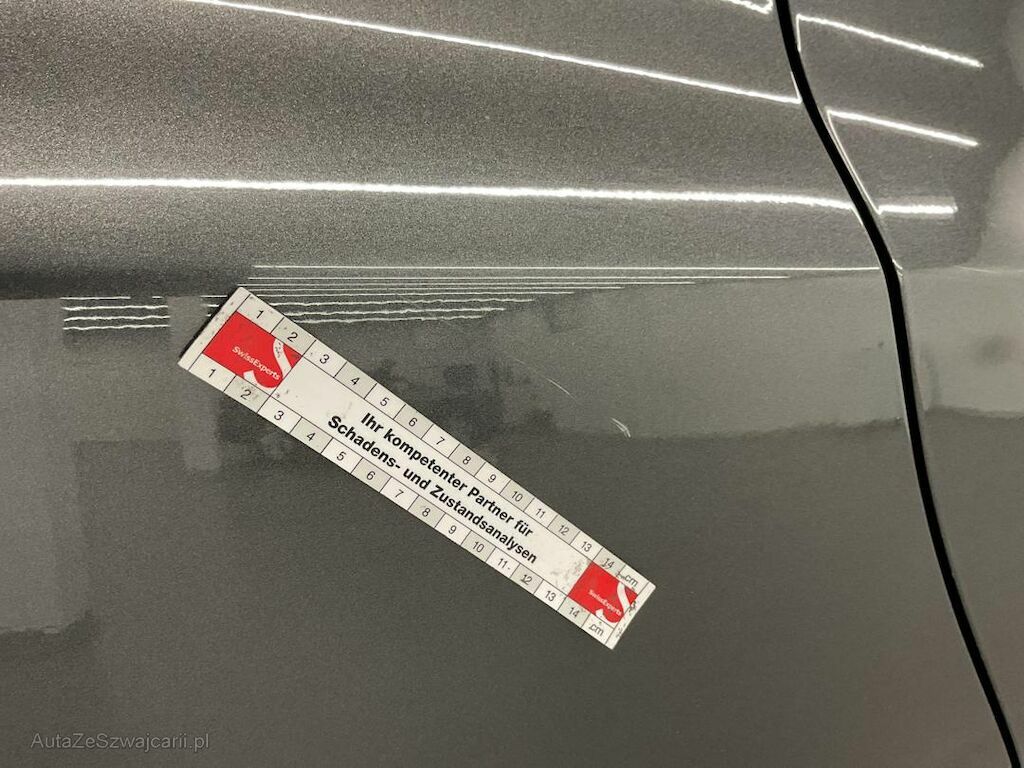 1 2 3 4 5 6 7 8 9 10 11 12 13 14 cm
SwissExperts
Ihr kompetenter Partner für
Schadens- und Zustandsanalysen
SwissExperts
1 2 3 4 5 6 7 8 9 10 11 12 13 14 cm
AutaZeSzwajcarii.pl